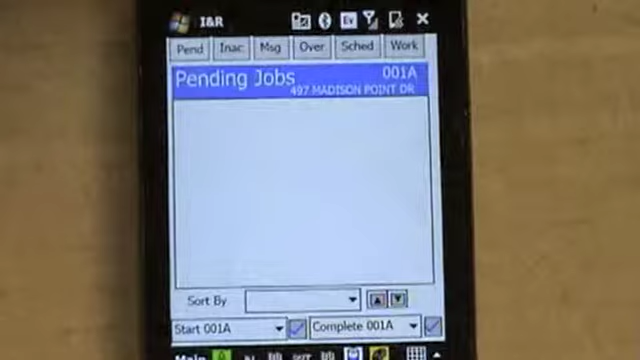 I&R Ev
Pend Inac Msg Over Sched Work
Pending Jobs 001A
497 MADISON POINT DR
Sort By
Start 001A Complete 001A
Main